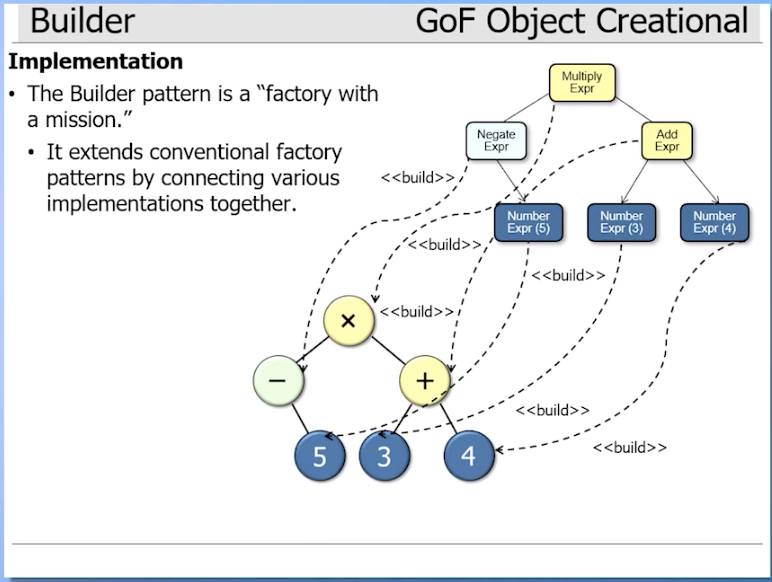 Builder
GoF Object Creational
Implementation
• The Builder pattern is a “factory with
a mission.”
• It extends conventional factory
patterns by connecting various
implementations together.
Multiply
Expr
Negate
Expr
Add
Expr
<<build>>
Number
Expr (5)
Number
Expr (3)
Number
Expr (4)
<<build>>
<<build>>
<<build>>
×
−
+
<<build>>
<<build>>
5
3
4